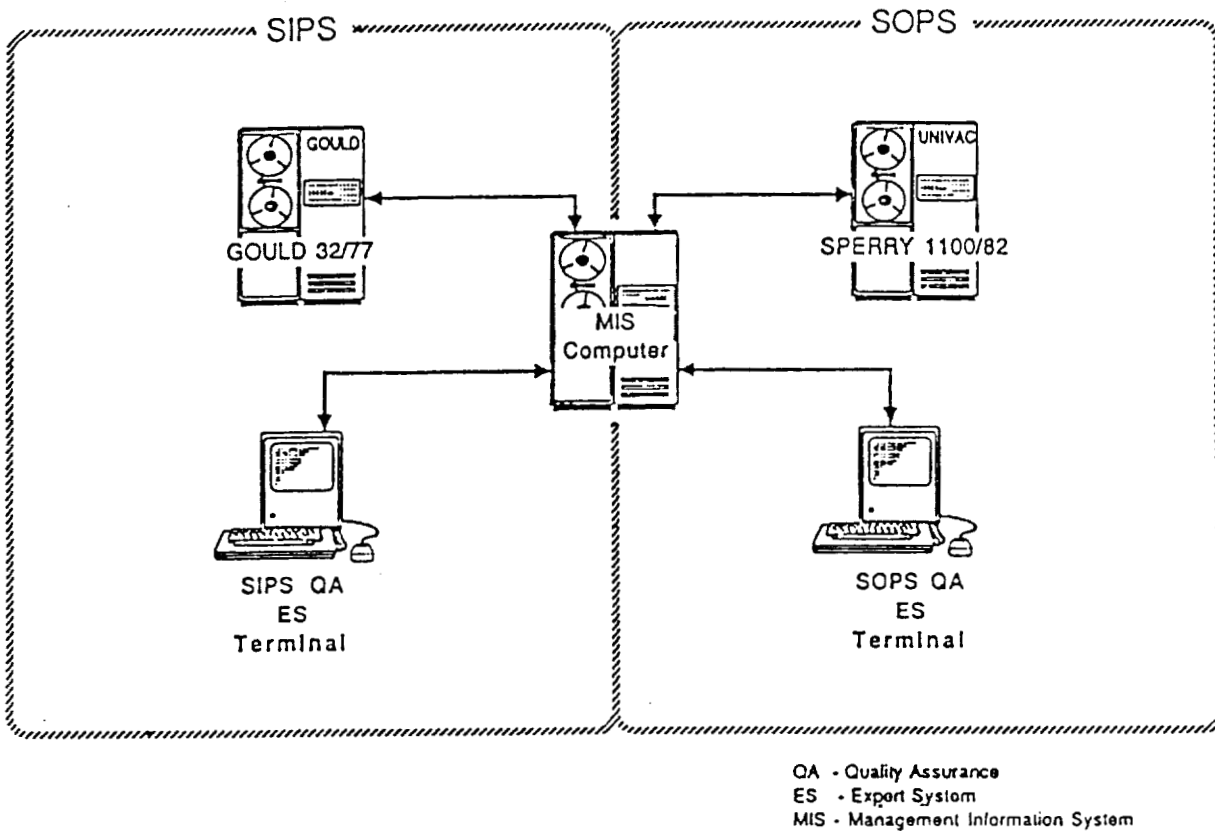 SIPS
SOPS
GOULD
GOULD 32/77
UNIVAC
SPERRY 1100/82
MIS
Computer
SIPS QA
ES
Terminal
SOPS QA
ES
Terminal
QA - Quality Assurance
ES - Expert System
MIS - Management Information System